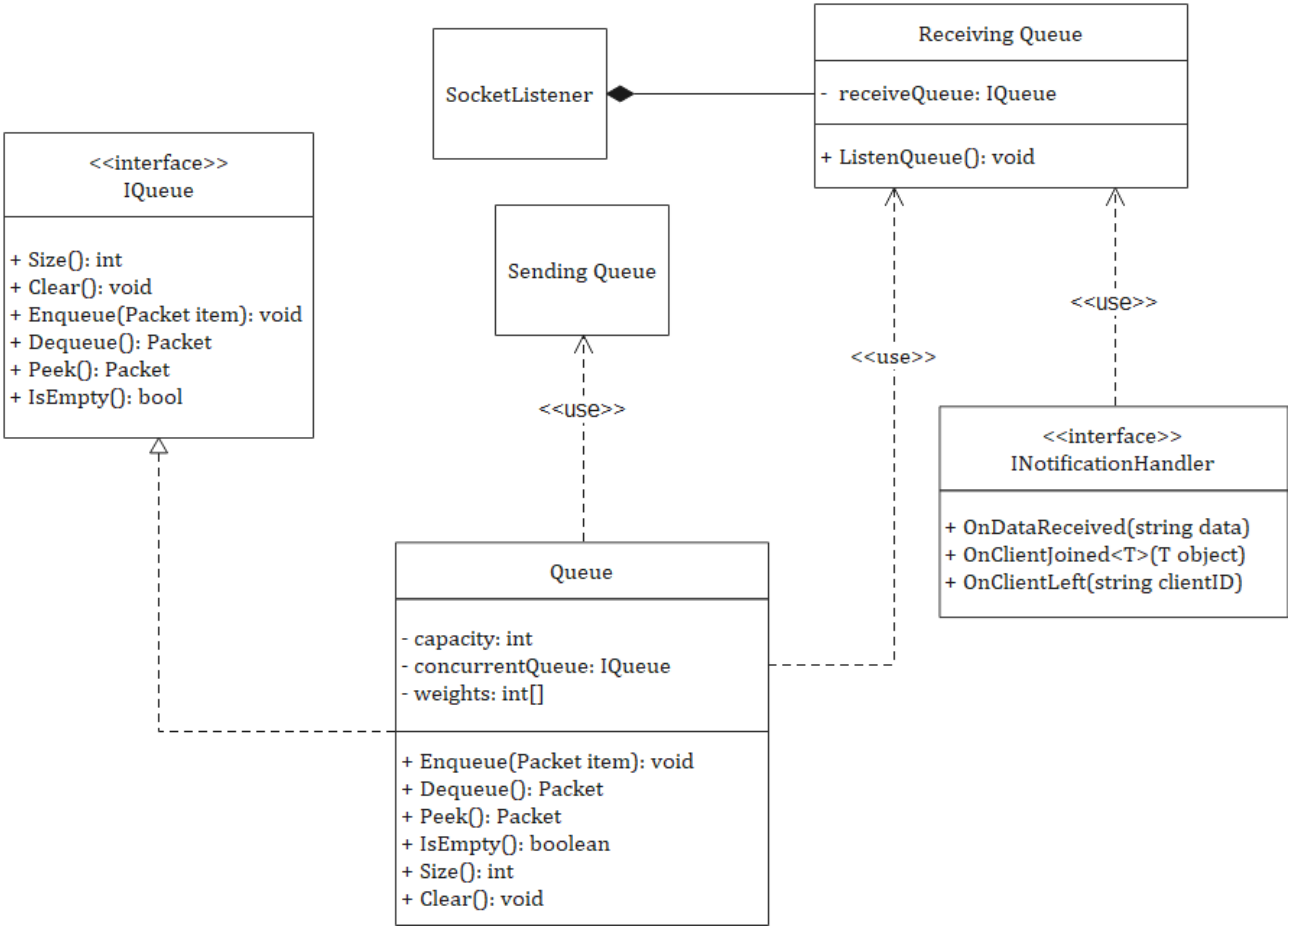 Receiving Queue
- receiveQueue: IQueue
+ ListenQueue(): void
SocketListener
<<interface>>
IQueue
+ Size(): int
+ Clear(): void
+ Enqueue(Packet item): void
+ Dequeue(): Packet
+ Peek(): Packet
+ IsEmpty(): bool
Sending Queue
<<use>>
<<use>>
<<use>>
<<interface>>
INotificationHandler
+ OnDataReceived(string data)
+ OnClientJoined<T>(T object)
+ OnClientLeft(string clientID)
Queue
- capacity: int
- concurrentQueue: IQueue
- weights: int[]
+ Enqueue(Packet item): void
+ Dequeue(): Packet
+ Peek(): Packet
+ IsEmpty(): boolean
+ Size(): int
+ Clear(): void